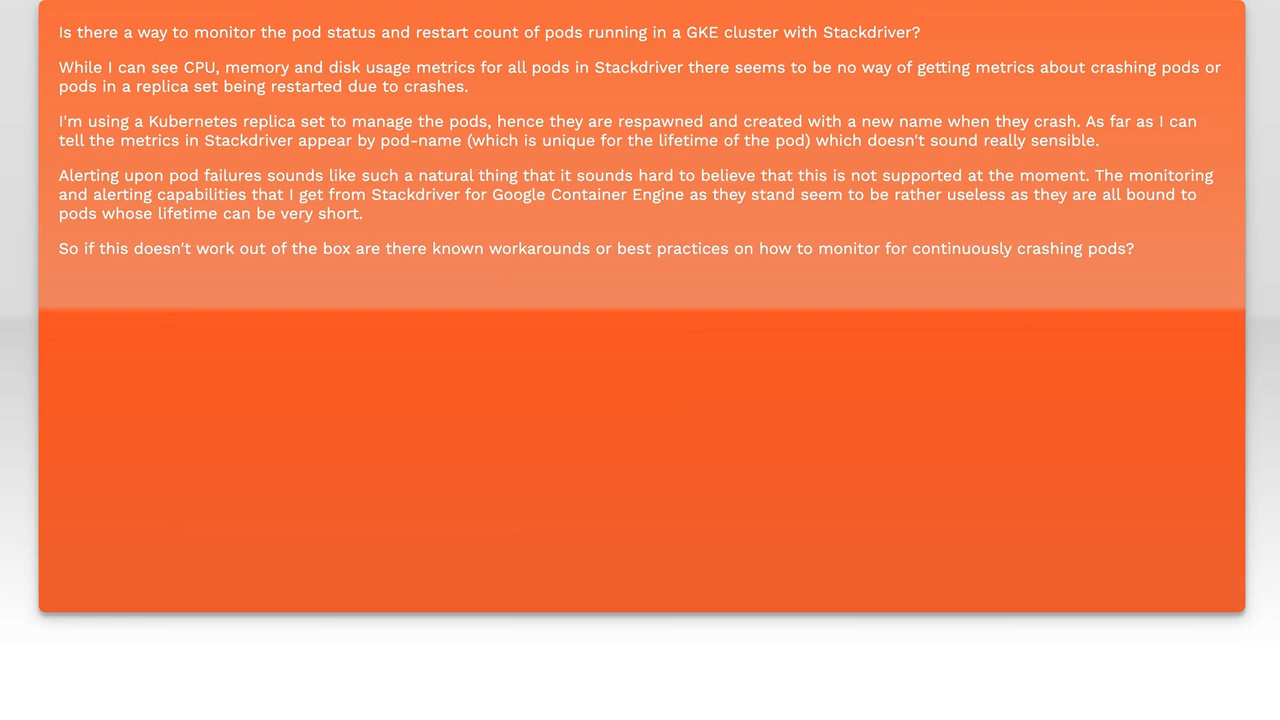 Is there a way to monitor the pod status and restart count of pods running in a GKE cluster with Stackdriver?
While I can see CPU, memory and disk usage metrics for all pods in Stackdriver there seems to be no way of getting metrics about crashing pods or
pods in a replica set being restarted due to crashes.
I'm using a Kubernetes replica set to manage the pods, hence they are respawned and created with a new name when they crash. As far as I can
tell the metrics in Stackdriver appear by pod-name (which is unique for the lifetime of the pod) which doesn't sound really sensible.
Alerting upon pod failures sounds like such a natural thing that it sounds hard to believe that this is not supported at the moment. The monitoring
and alerting capabilities that I get from Stackdriver for Google Container Engine as they stand seem to be rather useless as they are all bound to
pods whose lifetime can be very short.
So if this doesn't work out of the box are there known workarounds or best practices on how to monitor for continuously crashing pods?